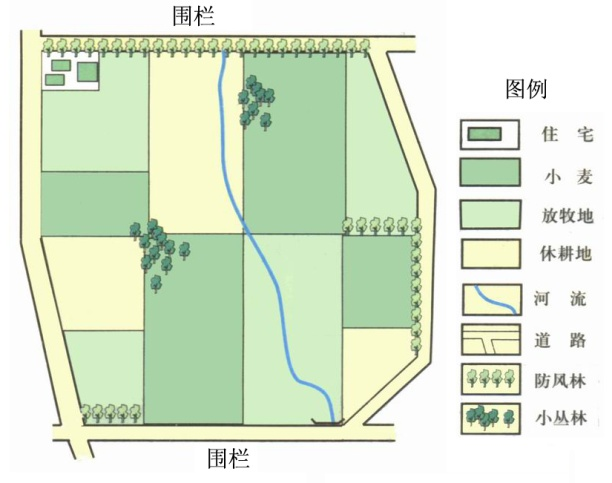 围栏
图例
住 宅
小 麦
放牧地
休耕地
河 流
道 路
防风林
小丛林
围栏